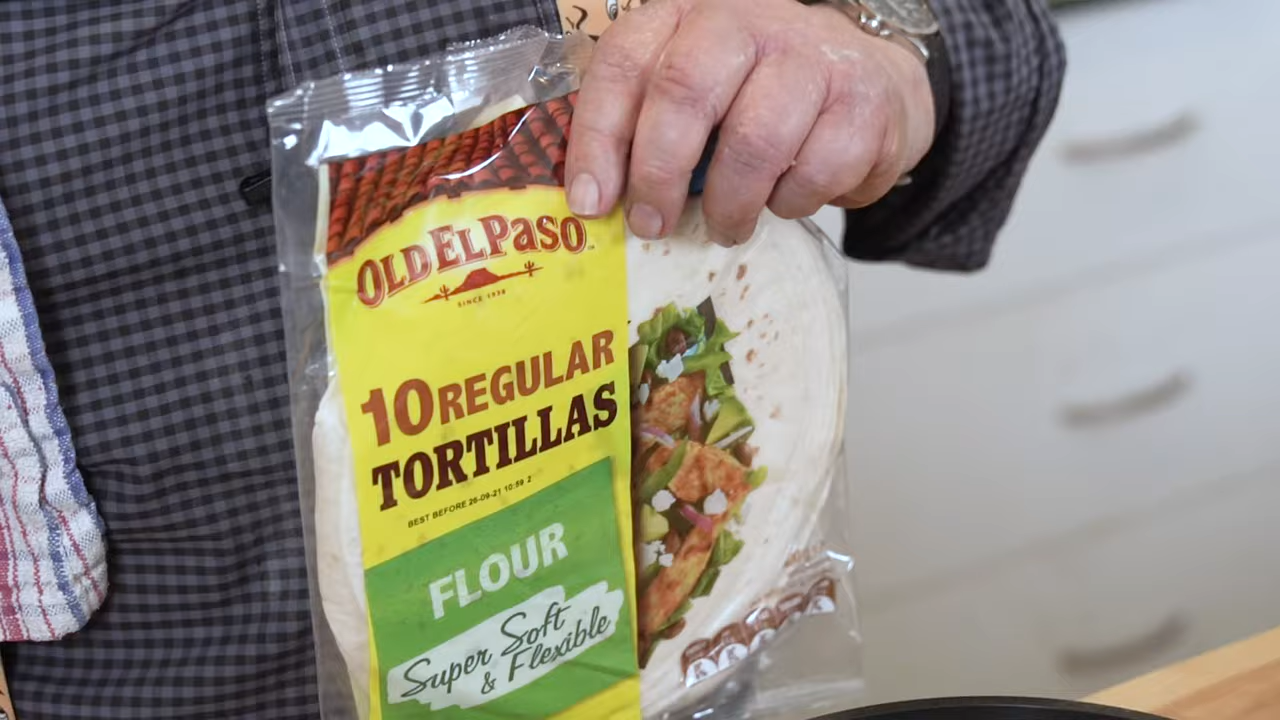 OLD EL PASO™
SINCE 1938
10 REGULAR
TORTILLAS
BEST BEFORE 26-09-21 10:59 2
FLOUR
Super Soft
& Flexible